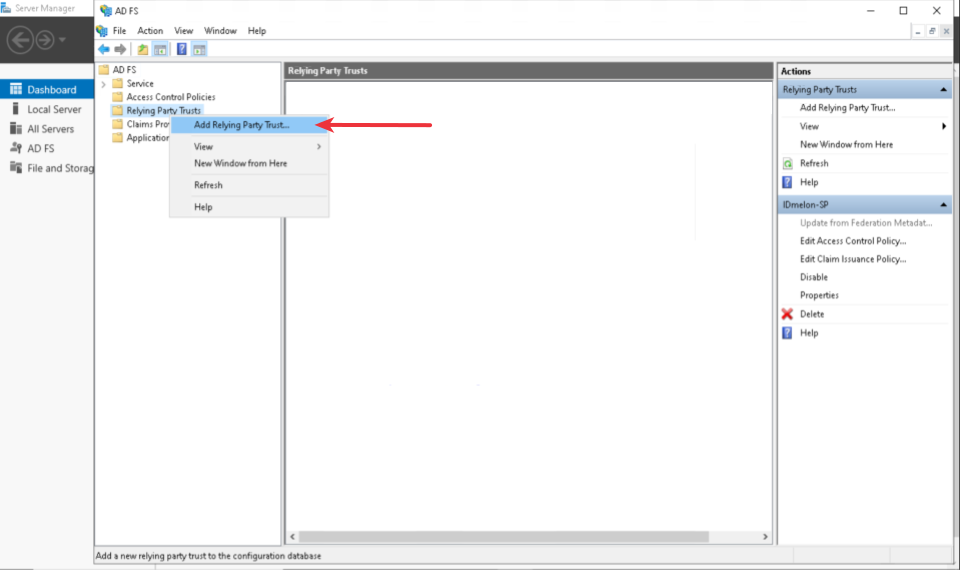 Server Manager
AD FS
File Action View Window Help
Dashboard
Local Server
All Servers
AD FS
File and Storag
AD FS
Service
Access Control Policies
Relying Party Trusts
Claims Prov
Application
Add Relying Party Trust...
View
New Window from Here
Refresh
Help
Relying Party Trusts
Actions
Relying Party Trusts
Add Relying Party Trust...
View
New Window from Here
Refresh
Help
IDmelon-SP
Update from Federation Metadat...
Edit Access Control Policy...
Edit Claim Issuance Policy...
Disable
Properties
Delete
Help
Add a new relying party trust to the configuration database